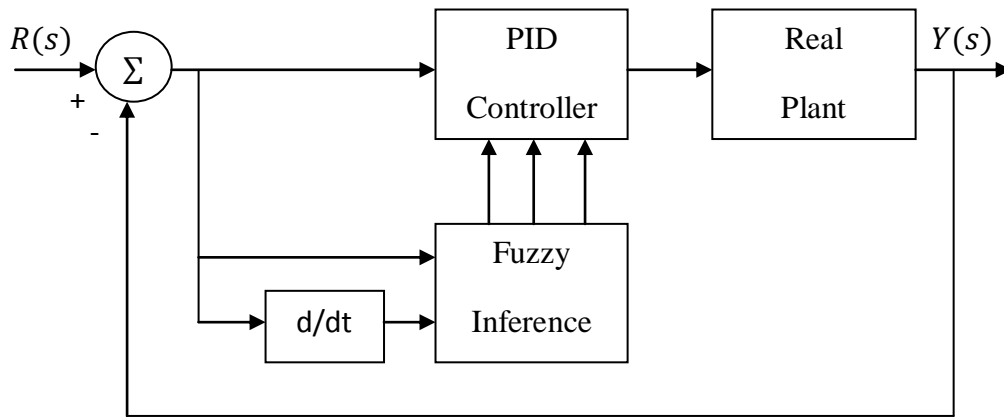 R(s)
+
-
Σ
PID
Controller
Real
Plant
Y(s)
Fuzzy
Inference
d/dt